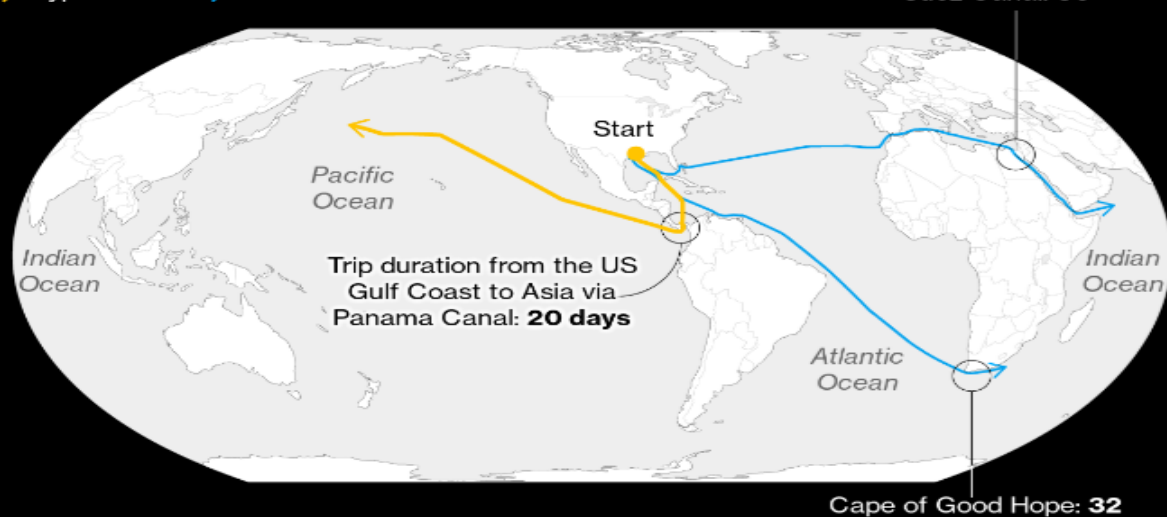 Start
Pacific
Ocean
Indian
Ocean
Trip duration from the US
Gulf Coast to Asia via
Panama Canal: 20 days
Indian
Ocean
Atlantic
Ocean
Cape of Good Hope: 32